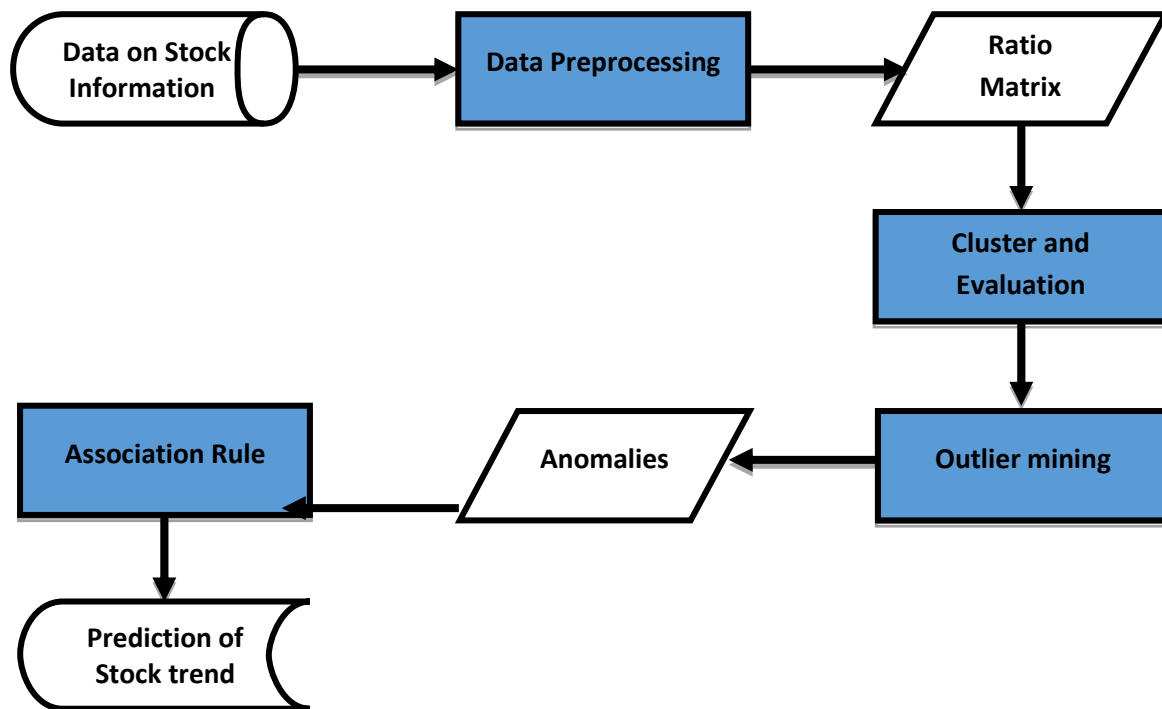 Data on Stock
Information
Data Preprocessing
Ratio
Matrix
Cluster and
Evaluation
Outlier mining
Anomalies
Association Rule
Prediction of
Stock trend